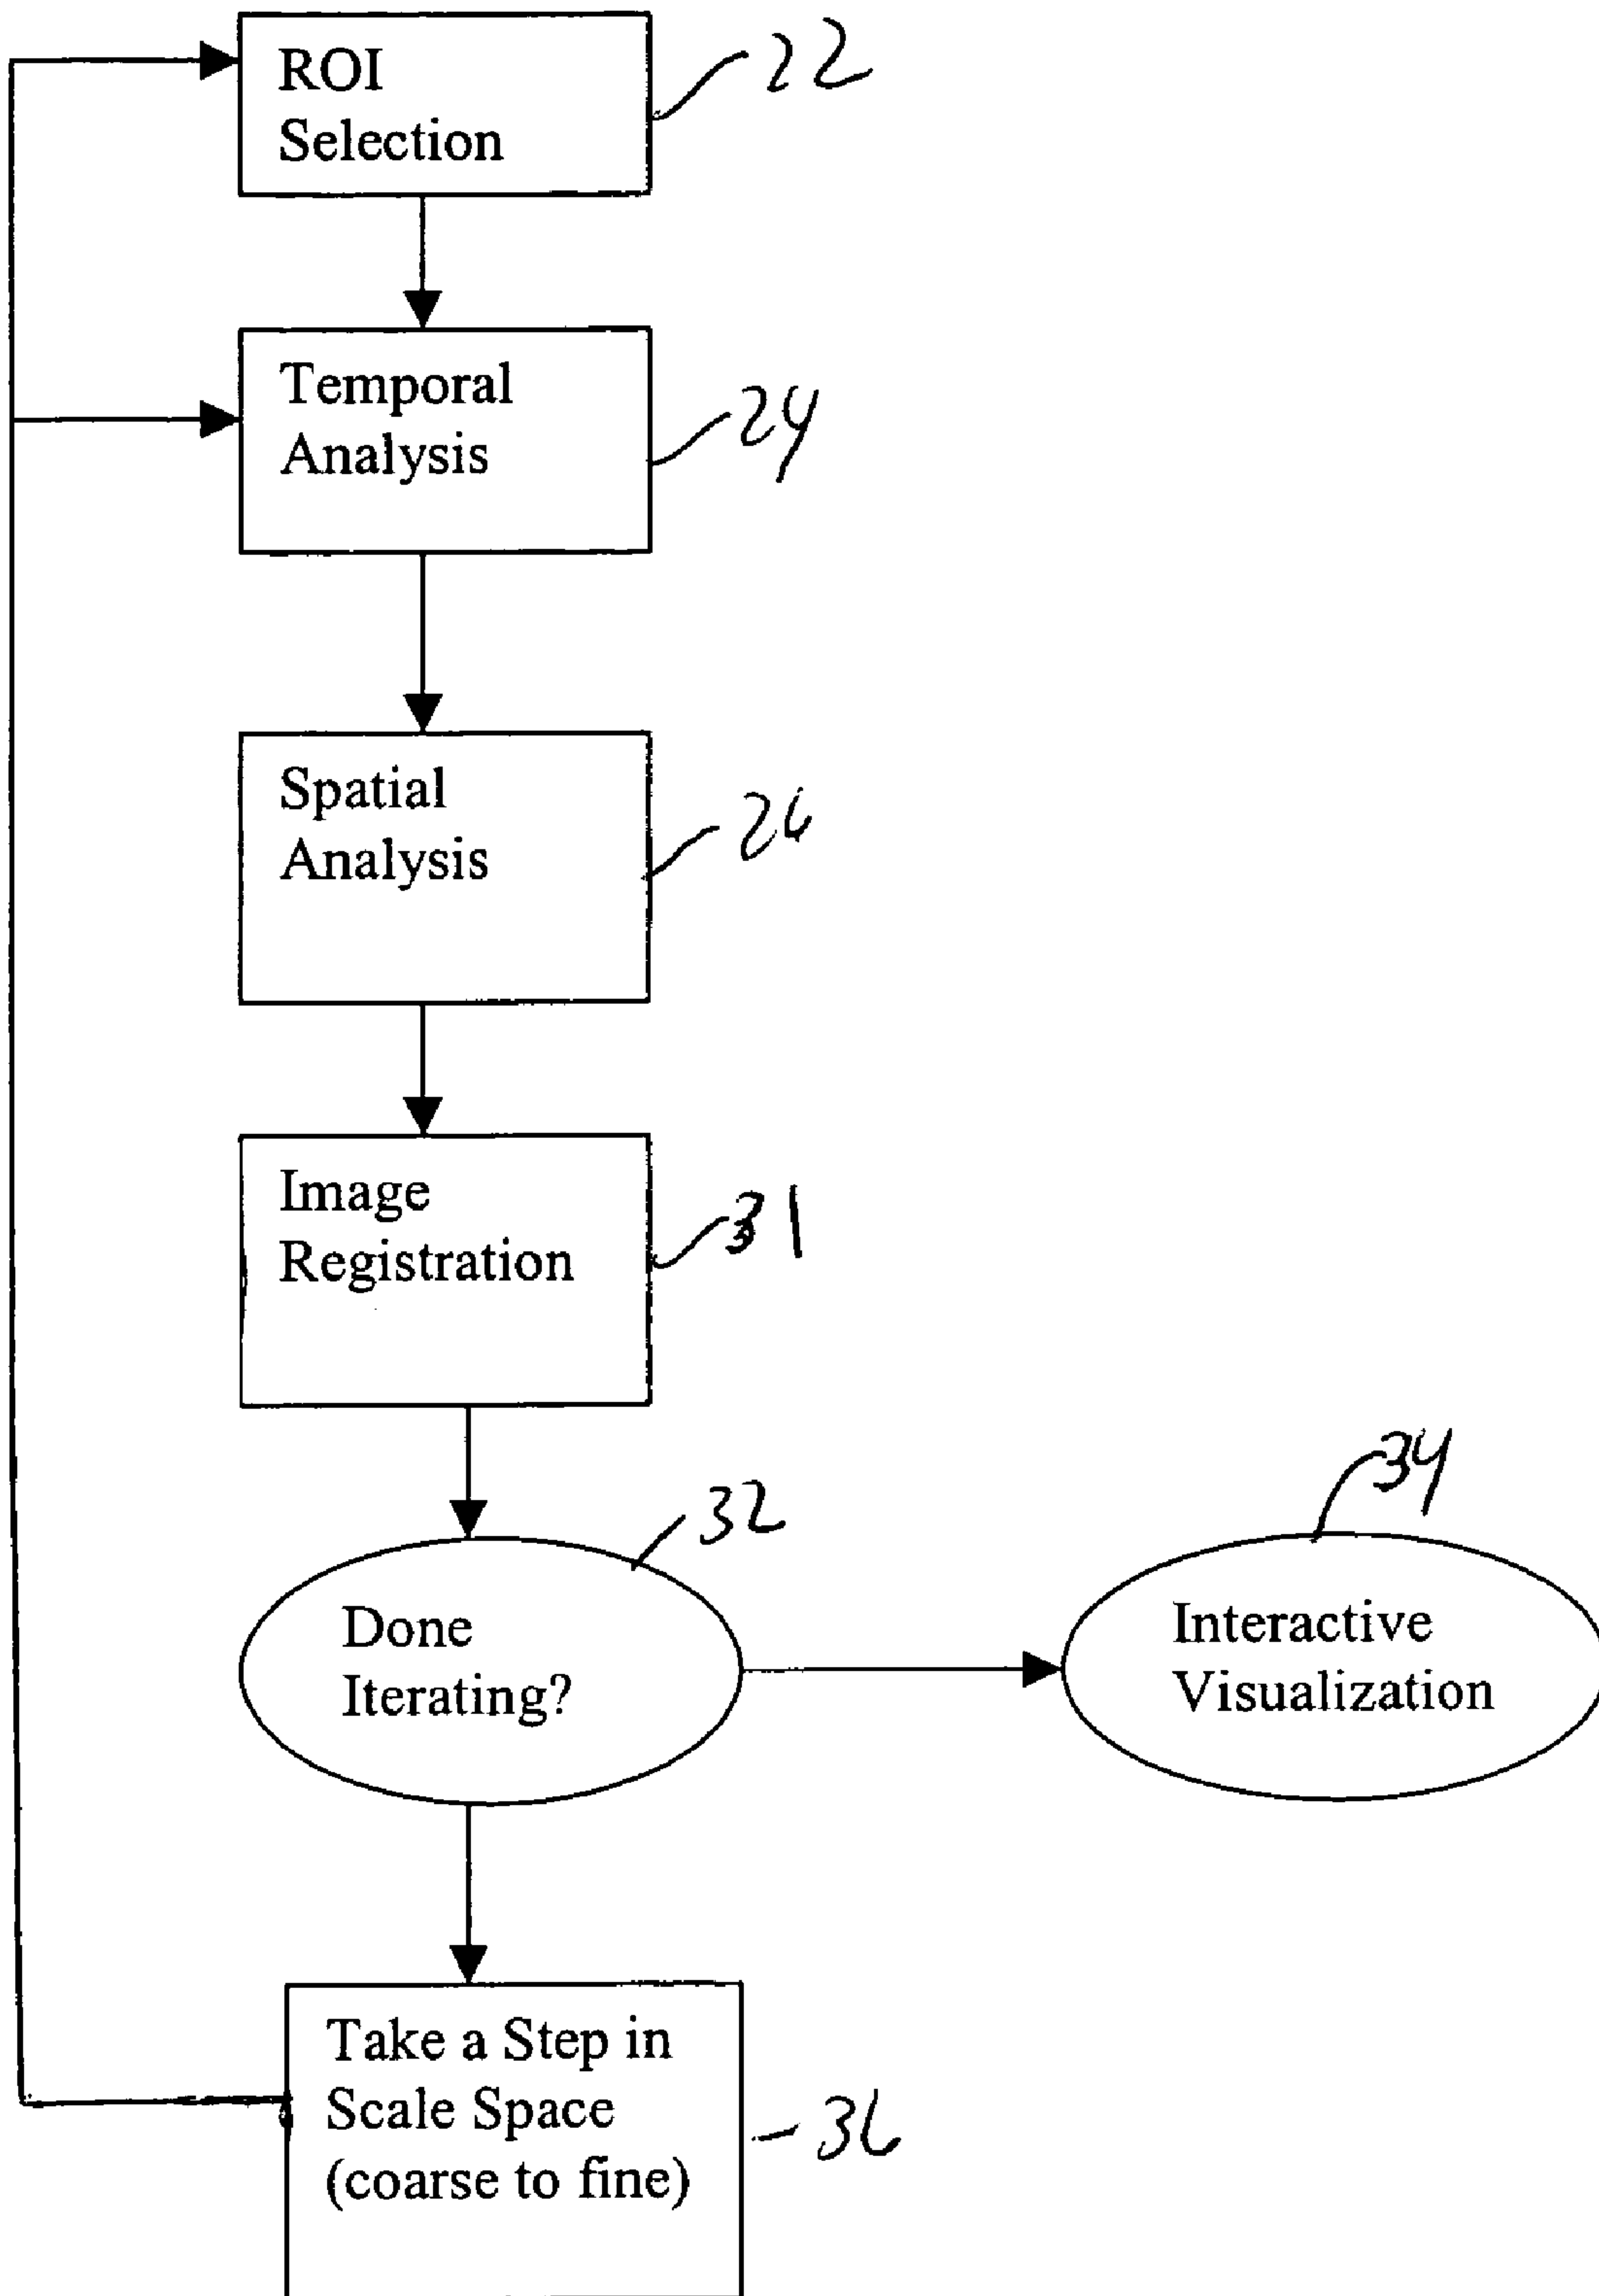 ROI
Selection
22
Temporal
Analysis
24
Spatial
Analysis
26
Image
Registration
31
Done
Iterating?
32
Interactive
Visualization
34
Take a Step in
Scale Space
(coarse to fine)
36